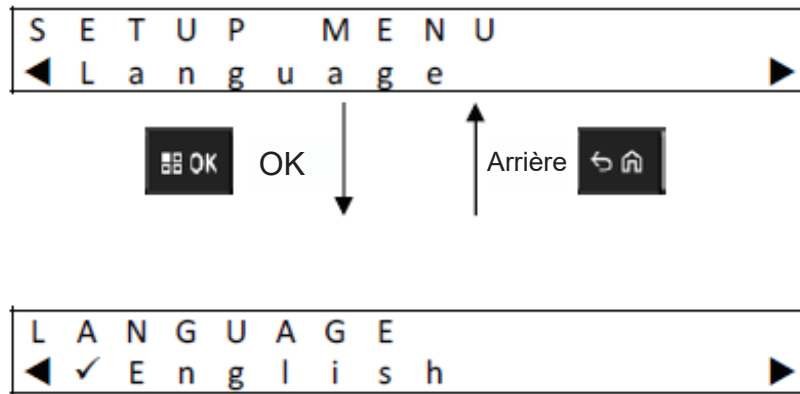 SETUP MENU
◀ Language ▶
OK OK Arrière
LANGUAGE
◀ ✓ English ▶